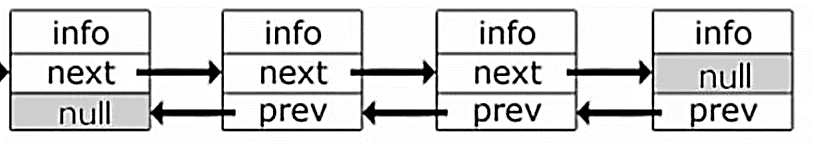 info info info info
next next next null
null prev prev prev